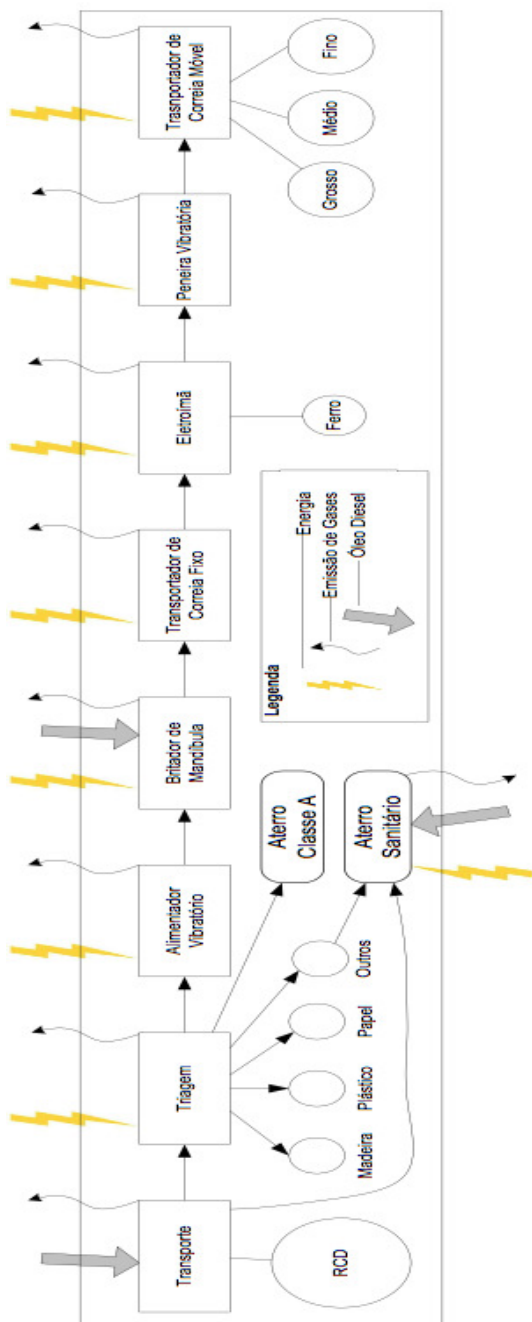 Transporte
Triagem
Alimentador
Vibratório
Britador de
Mandíbula
Transportador de
Correia Fixo
Eletroímã
Peneira Vibratória
Trasnportador de
Correia Móvel
RCD
Madeira
Plástico
Papel
Outros
Aterro
Classe A
Aterro
Sanitário
Legenda
Energia
Emissão de Gases
Óleo Diesel
Ferro
Grosso
Médio
Fino